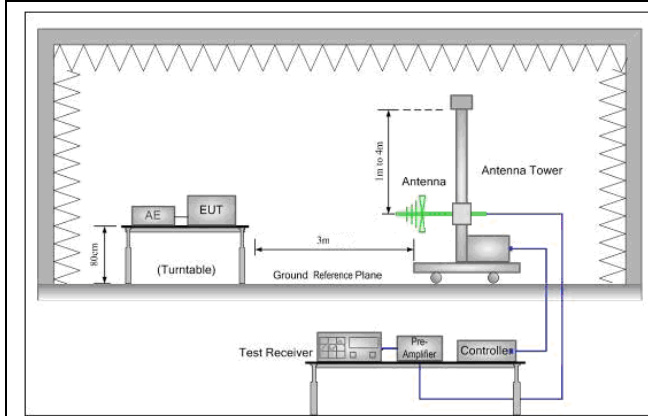 1m to 4m
Antenna
Antenna Tower
AE
EUT
3m
80cm
(Turntable)
Ground Reference Plane
Test Receiver
Pre-
Amplifier
Controller